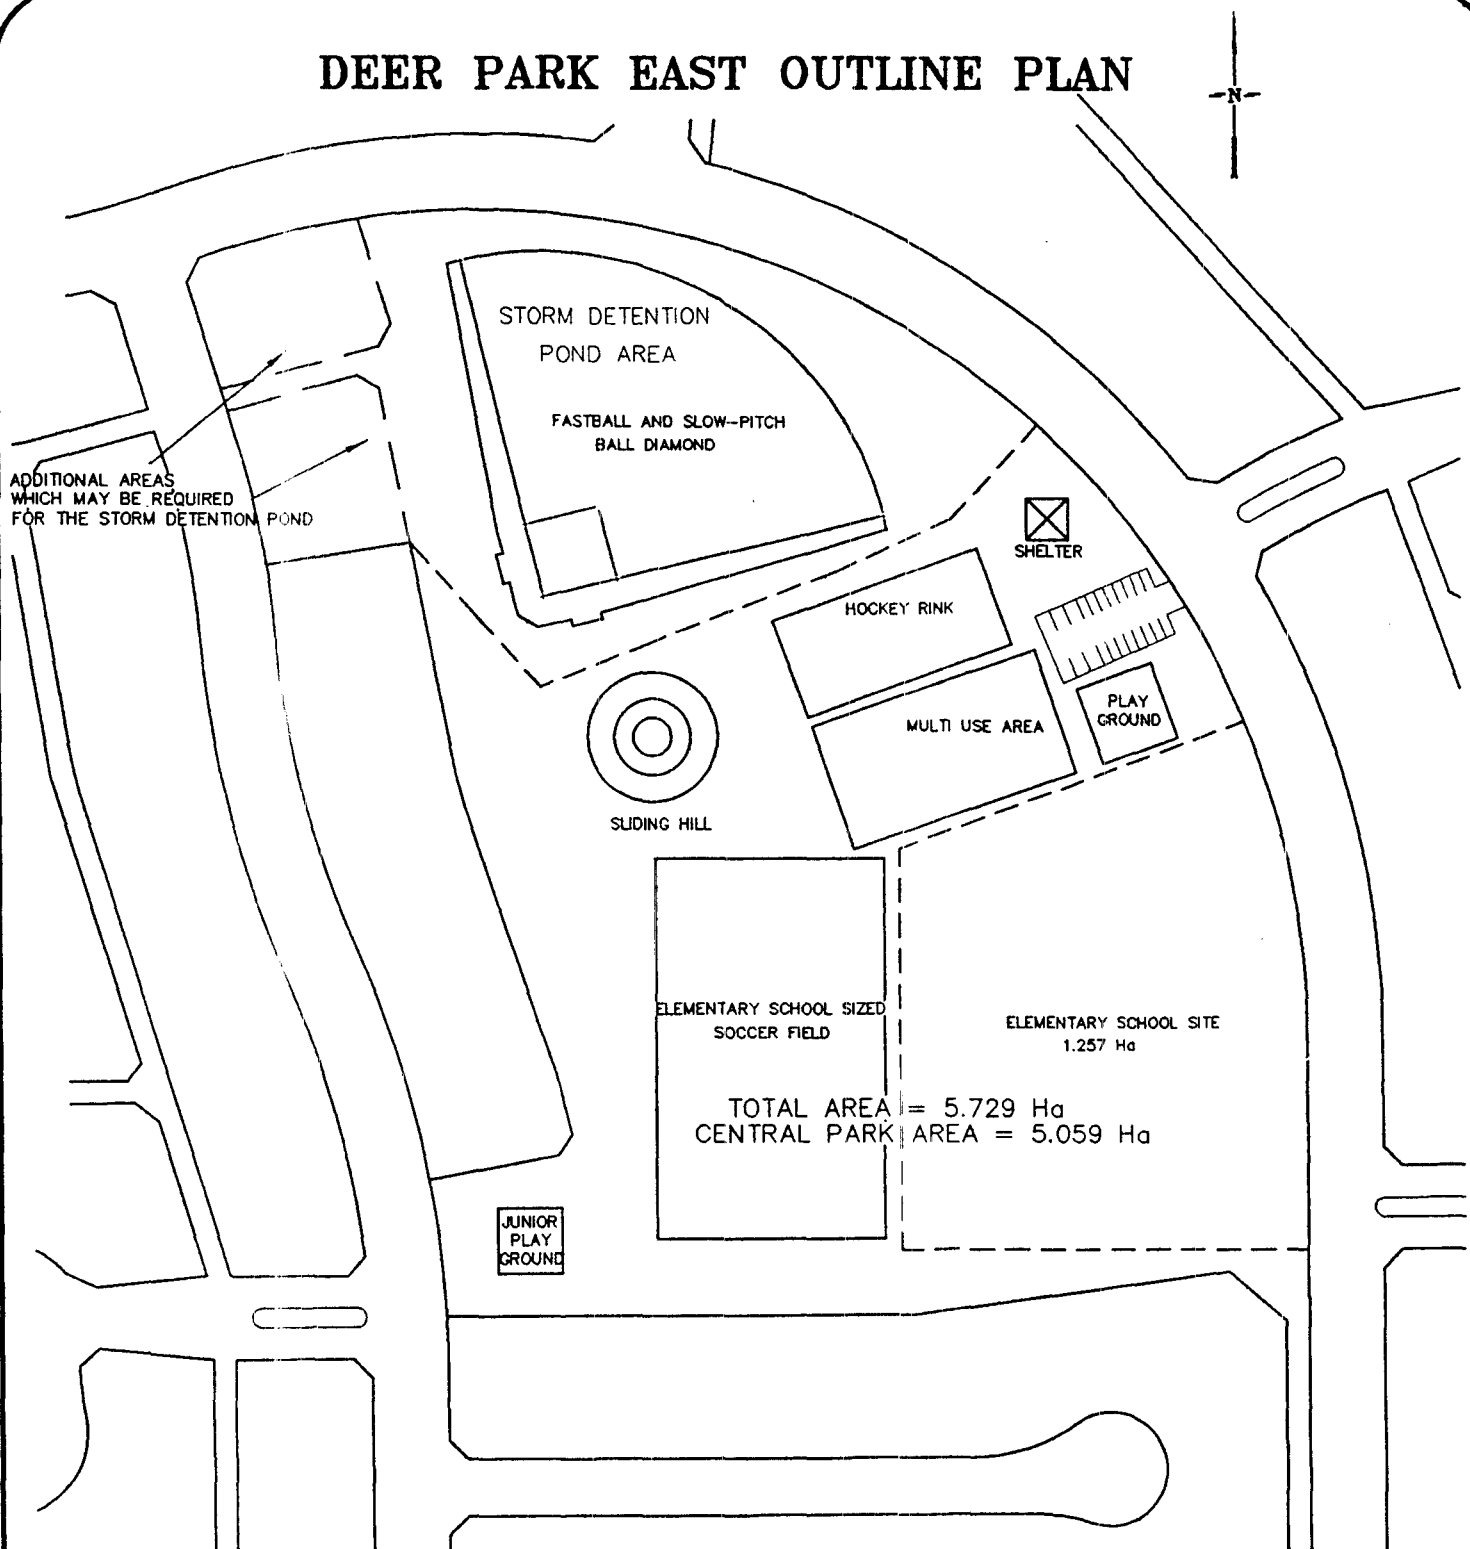 DEER PARK EAST OUTLINE PLAN
-N-
STORM DETENTION
POND AREA
FASTBALL AND SLOW-PITCH
BALL DIAMOND
ADDITIONAL AREAS
WHICH MAY BE REQUIRED
FOR THE STORM DETENTION POND
SHELTER
HOCKEY RINK
PLAY
GROUND
MULTI USE AREA
SLIDING HILL
ELEMENTARY SCHOOL SIZED
SOCCER FIELD
ELEMENTARY SCHOOL SITE
1.257 Ha
TOTAL AREA = 5.729 Ha
CENTRAL PARK AREA = 5.059 Ha
JUNIOR
PLAY
GROUND